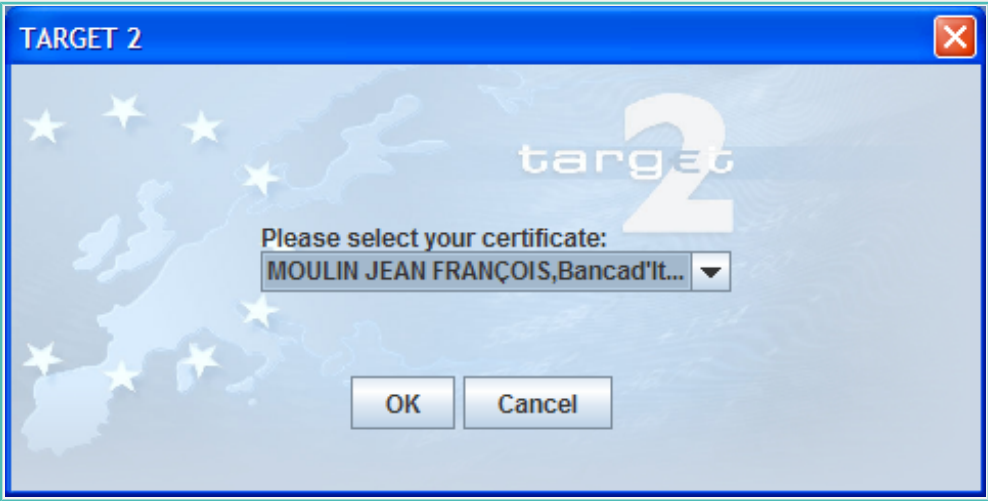 TARGET 2
target
2
Please select your certificate:
MOULIN JEAN FRANÇOIS,Bancad'It...
OK Cancel